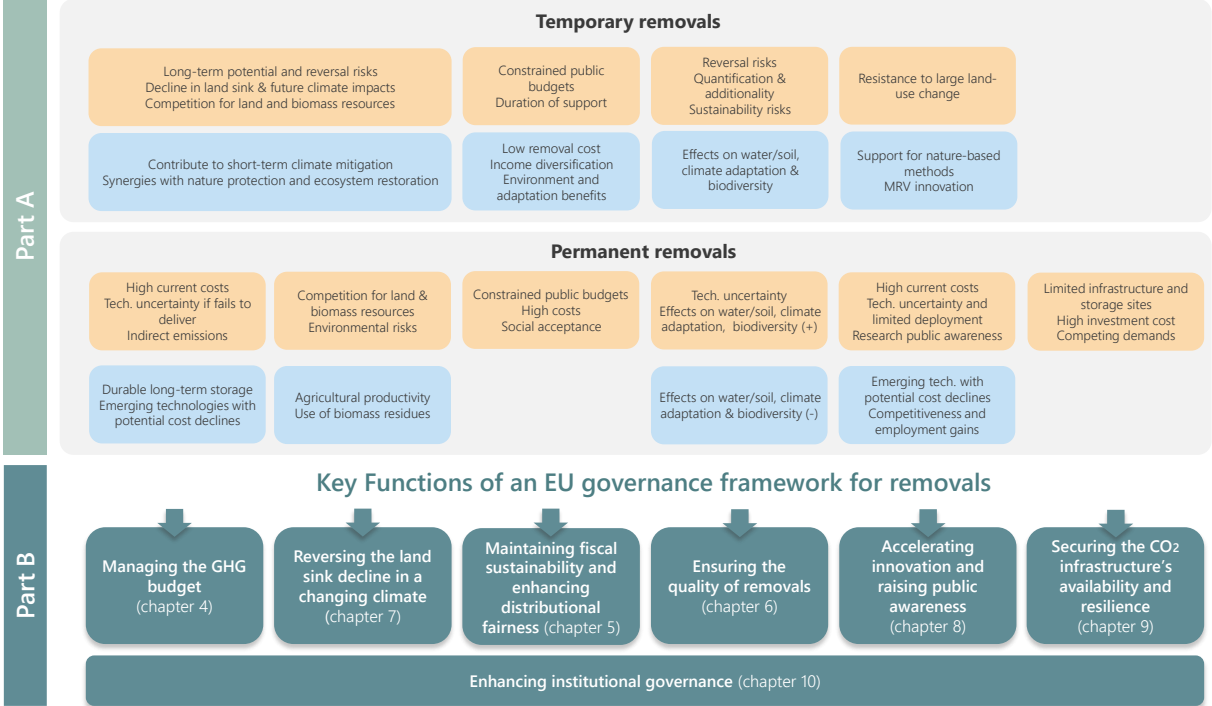 Part A
Temporary removals
Long-term potential and reversal risks
Decline in land sink & future climate impacts
Competition for land and biomass resources
Constrained public
budgets
Duration of support
Reversal risks
Quantification &
additionality
Sustainability risks
Resistance to large land-
use change
Contribute to short-term climate mitigation
Synergies with nature protection and ecosystem restoration
Low removal cost
Income diversification
Environment and
adaptation benefits
Effects on water/soil,
climate adaptation &
biodiversity
Support for nature-based
methods
MRV innovation
Permanent removals
High current costs
Tech. uncertainty if fails to
deliver
Indirect emissions
Competition for land &
biomass resources
Environmental risks
Constrained public budgets
High costs
Social acceptance
Tech. uncertainty
Effects on water/soil, climate
adaptation, biodiversity (+)
High current costs
Tech. uncertainty and
limited deployment
Research public awareness
Limited infrastructure and
storage sites
High investment cost
Competing demands
Durable long-term storage
Emerging technologies with
potential cost declines
Agricultural productivity
Use of biomass residues
Effects on water/soil, climate
adaptation & biodiversity (-)
Emerging tech. with
potential cost declines
Competitiveness and
employment gains
Part B
Key Functions of an EU governance framework for removals
Managing the GHG
budget
(chapter 4)
Reversing the land
sink decline in a
changing climate
(chapter 7)
Maintaining fiscal
sustainability and
enhancing
distributional
fairness (chapter 5)
Ensuring the
quality of removals
(chapter 6)
Accelerating
innovation and
raising public
awareness
(chapter 8)
Securing the CO2
infrastructure's
availability and
resilience
(chapter 9)
Enhancing institutional governance (chapter 10)